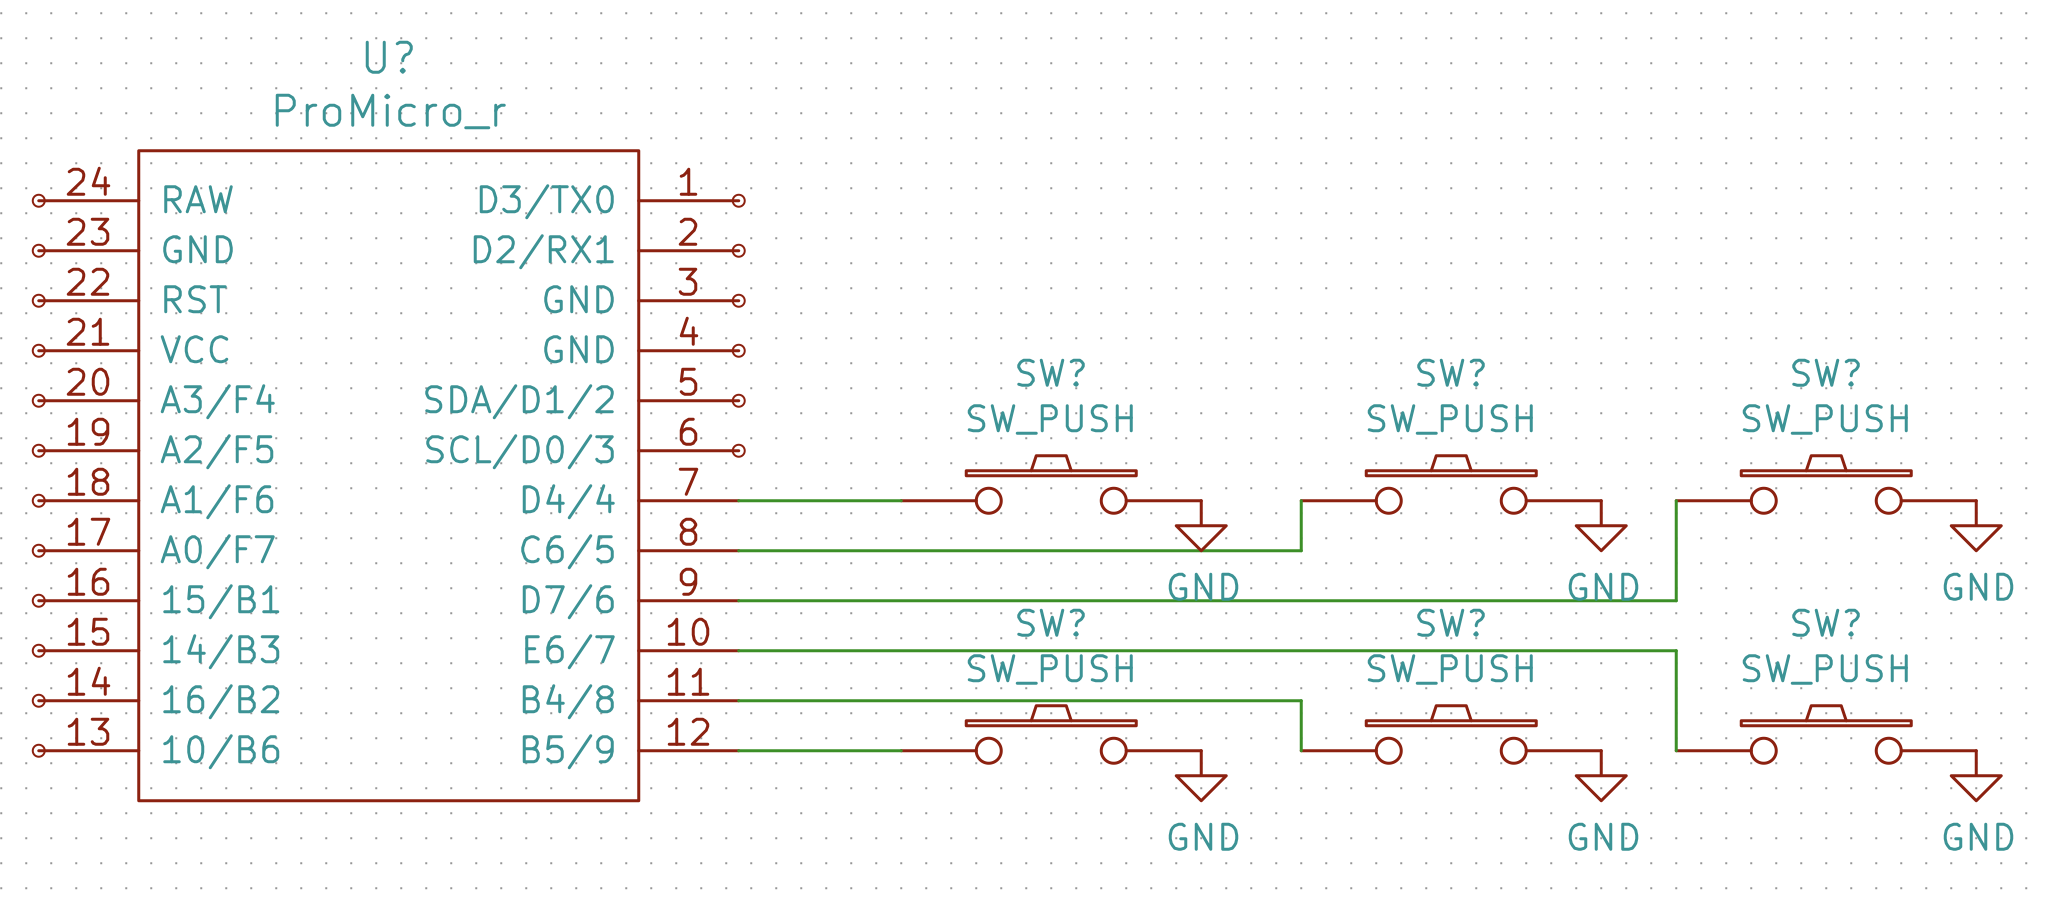 U?
ProMicro_r
24 RAW D3/TX0 1
23 GND D2/RX1 2
22 RST GND 3
21 VCC GND 4
20 A3/F4 SDA/D1/2 5
19 A2/F5 SCL/D0/3 6
18 A1/F6 D4/4 7
17 A0/F7 C6/5 8
16 15/B1 D7/6 9
15 14/B3 E6/7 10
14 16/B2 B4/8 11
13 10/B6 B5/9 12
SW? SW? SW?
SW_PUSH SW_PUSH SW_PUSH
GND GND GND
SW? SW? SW?
SW_PUSH SW_PUSH SW_PUSH
GND GND GND